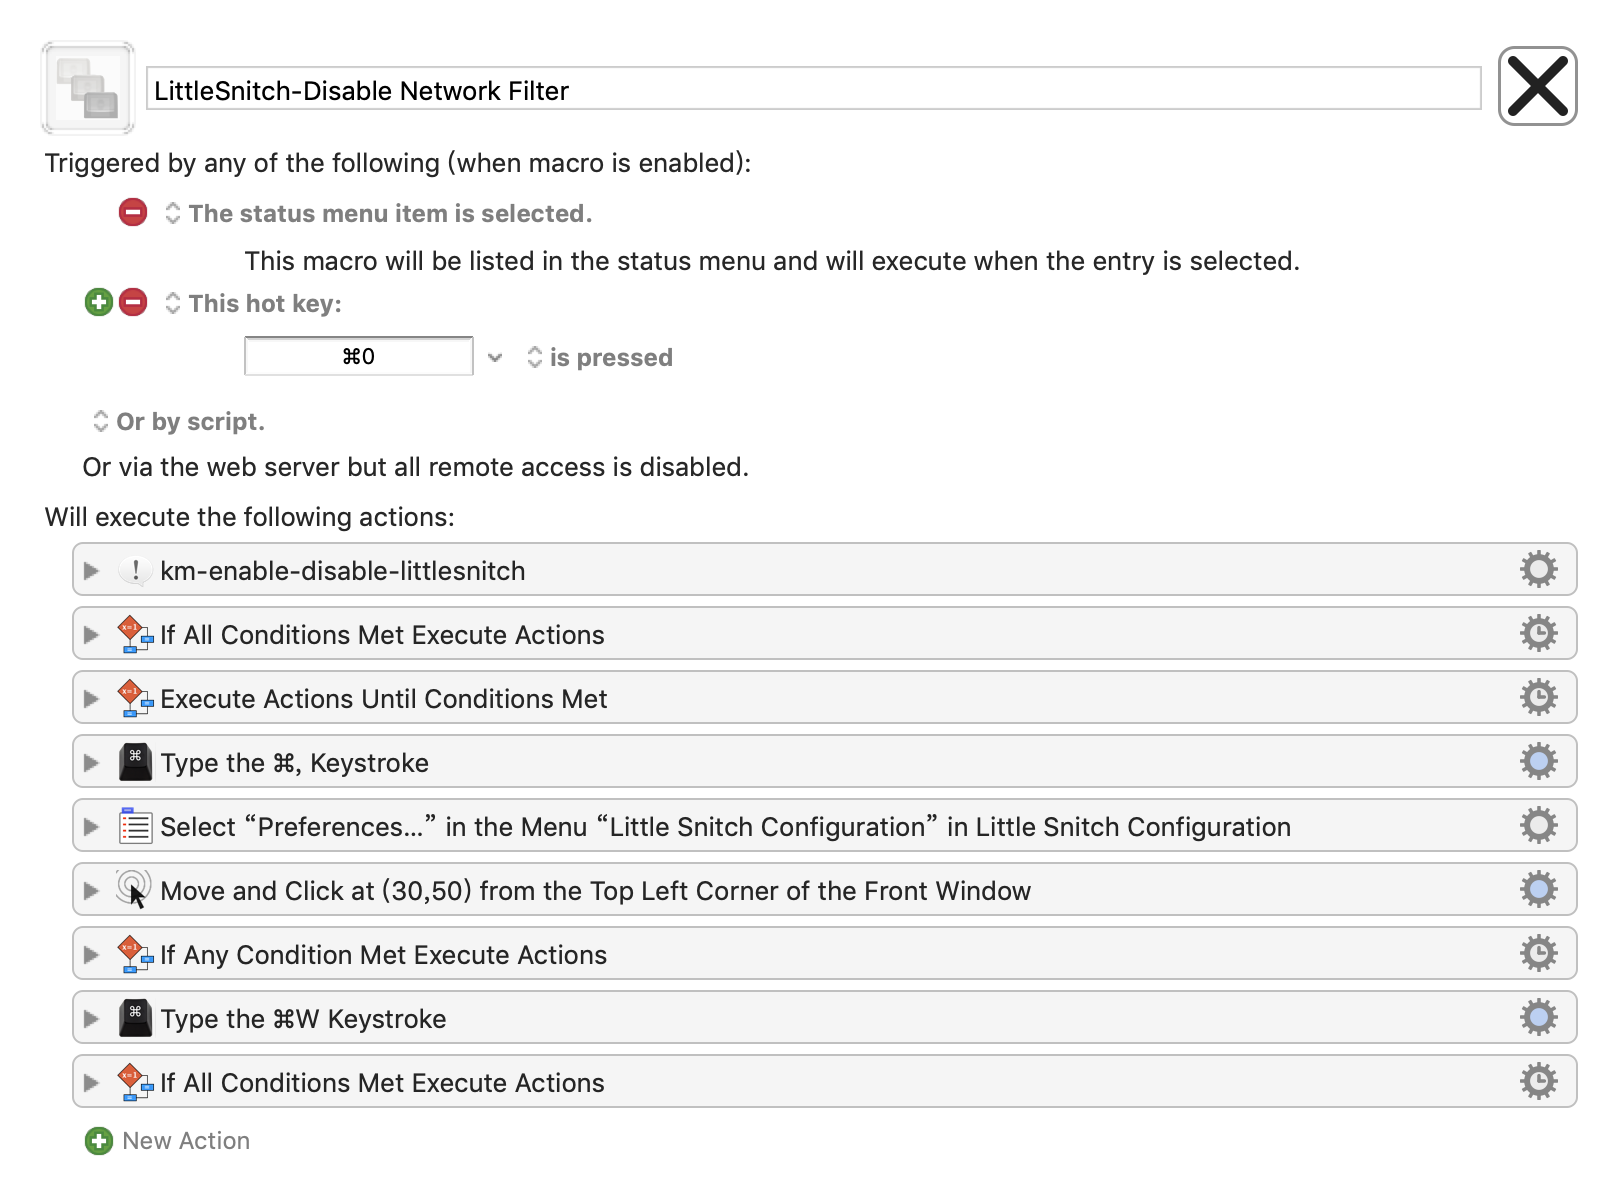 LittleSnitch-Disable Network Filter
Triggered by any of the following (when macro is enabled):
The status menu item is selected.
This macro will be listed in the status menu and will execute when the entry is selected.
This hot key:
⌘0 is pressed
Or by script.
Or via the web server but all remote access is disabled.
Will execute the following actions:
km-enable-disable-littlesnitch
If All Conditions Met Execute Actions
Execute Actions Until Conditions Met
Type the ⌘, Keystroke
Select “Preferences…” in the Menu “Little Snitch Configuration” in Little Snitch Configuration
Move and Click at (30,50) from the Top Left Corner of the Front Window
If Any Condition Met Execute Actions
Type the ⌘W Keystroke
If All Conditions Met Execute Actions
New Action